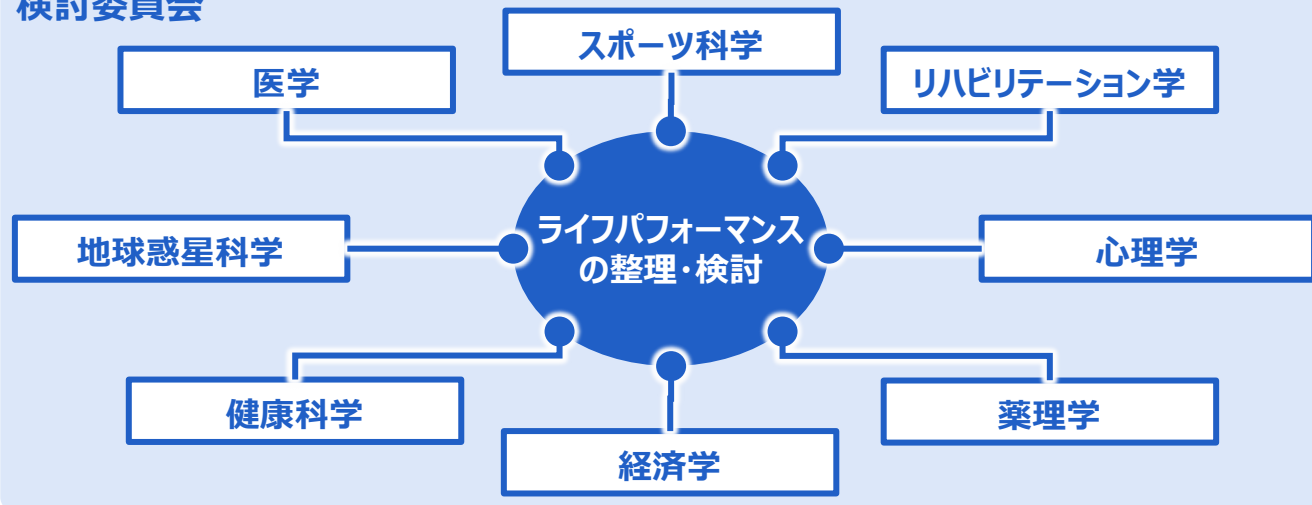 検討委員会
スポーツ科学
医学
リハビリテーション学
ライフパフォーマンス
の整理・検討
地球惑星科学
心理学
健康科学
薬理学
経済学